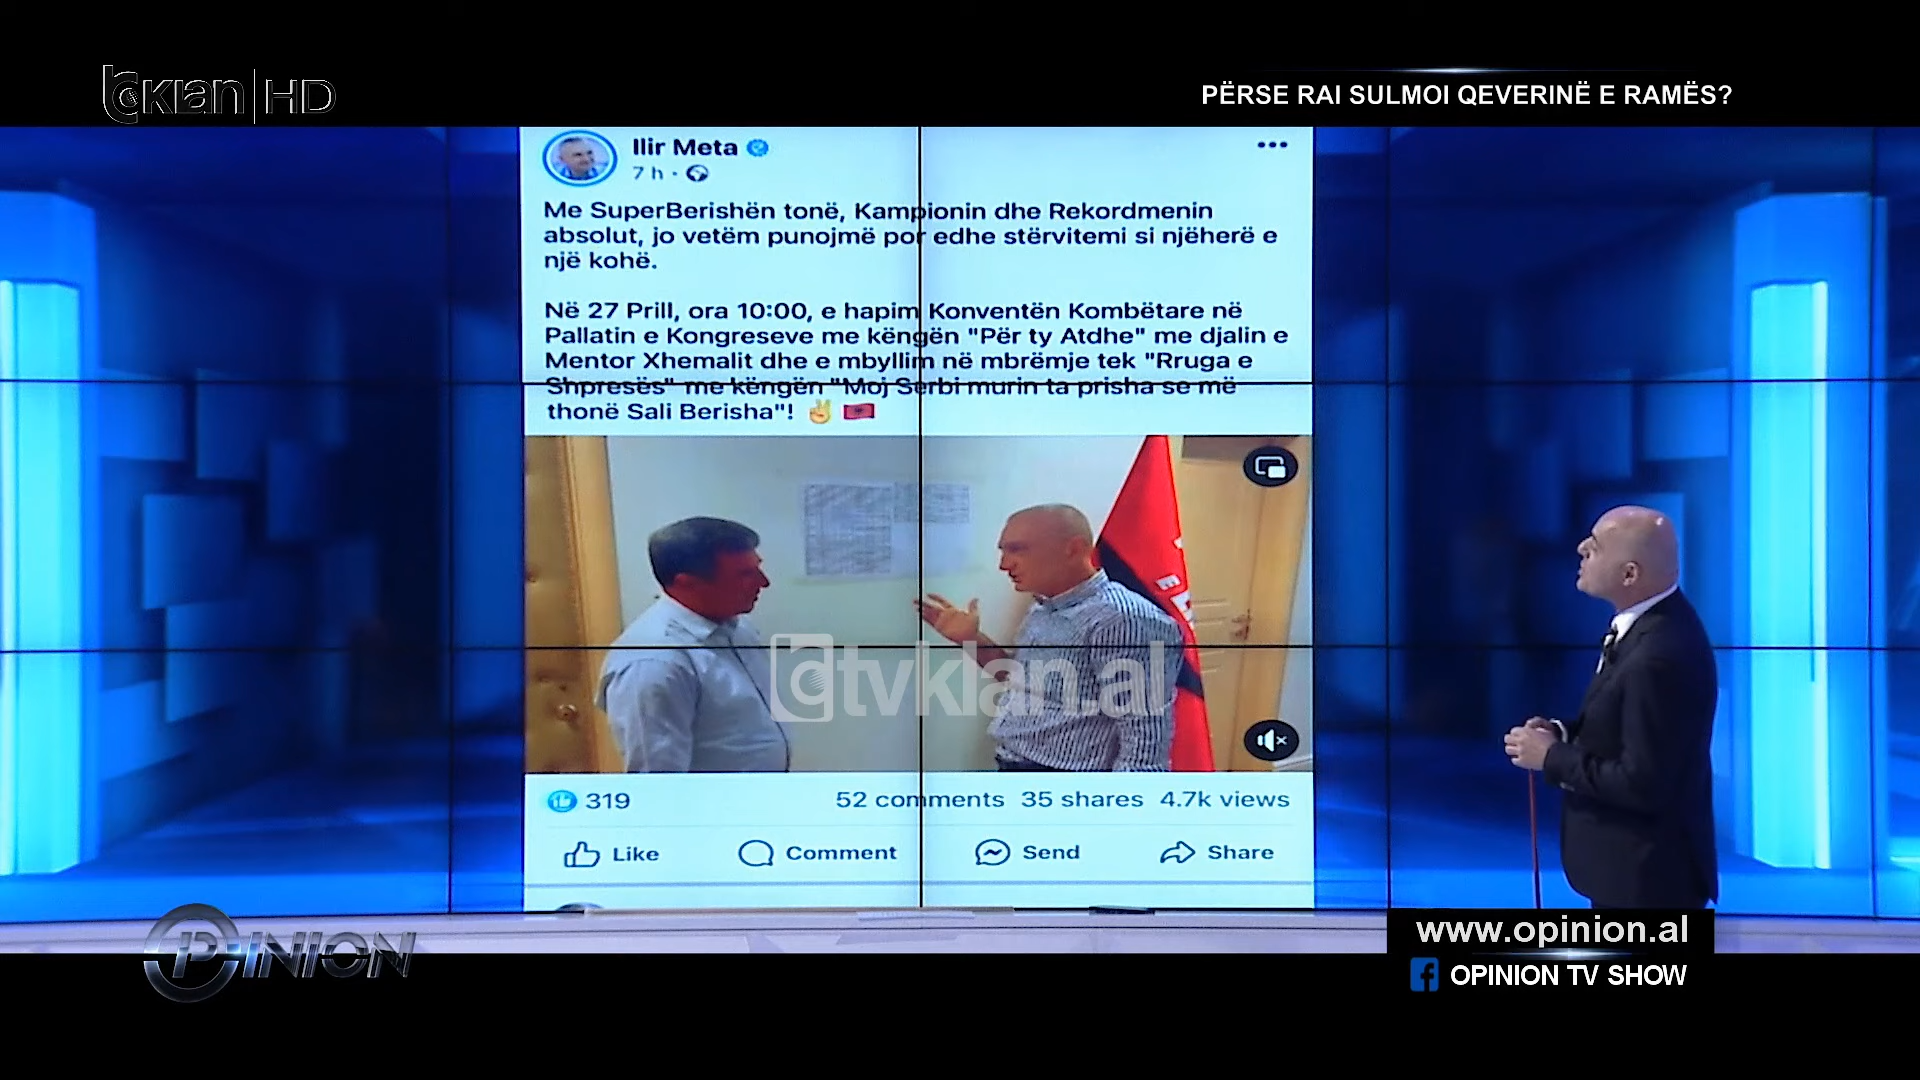 tvklan HD
PËRSE RAI SULMOI QEVERINË E RAMËS?
Ilir Meta
7 h
Me SuperBerishën tonë, Kampionin dhe Rekordmenin
absolut, jo vetëm punojmë por edhe stërvitemi si njëherë e
një kohë.
Në 27 Prill, ora 10:00, e hapim Konventën Kombëtare në
Pallatin e Kongreseve me këngën "Për ty Atdhe" me djalin e
Mentor Xhemalit dhe e mbyllim në mbrëmje tek "Rruga e
Shpresës" me këngën "Moj Serbi murin ta prisha se më
thonë Sali Berisha"! ✌️ 🇦🇱
tvklan.al
319
52 comments 35 shares 4.7k views
Like Comment Send Share
OPINION
www.opinion.al
OPINION TV SHOW